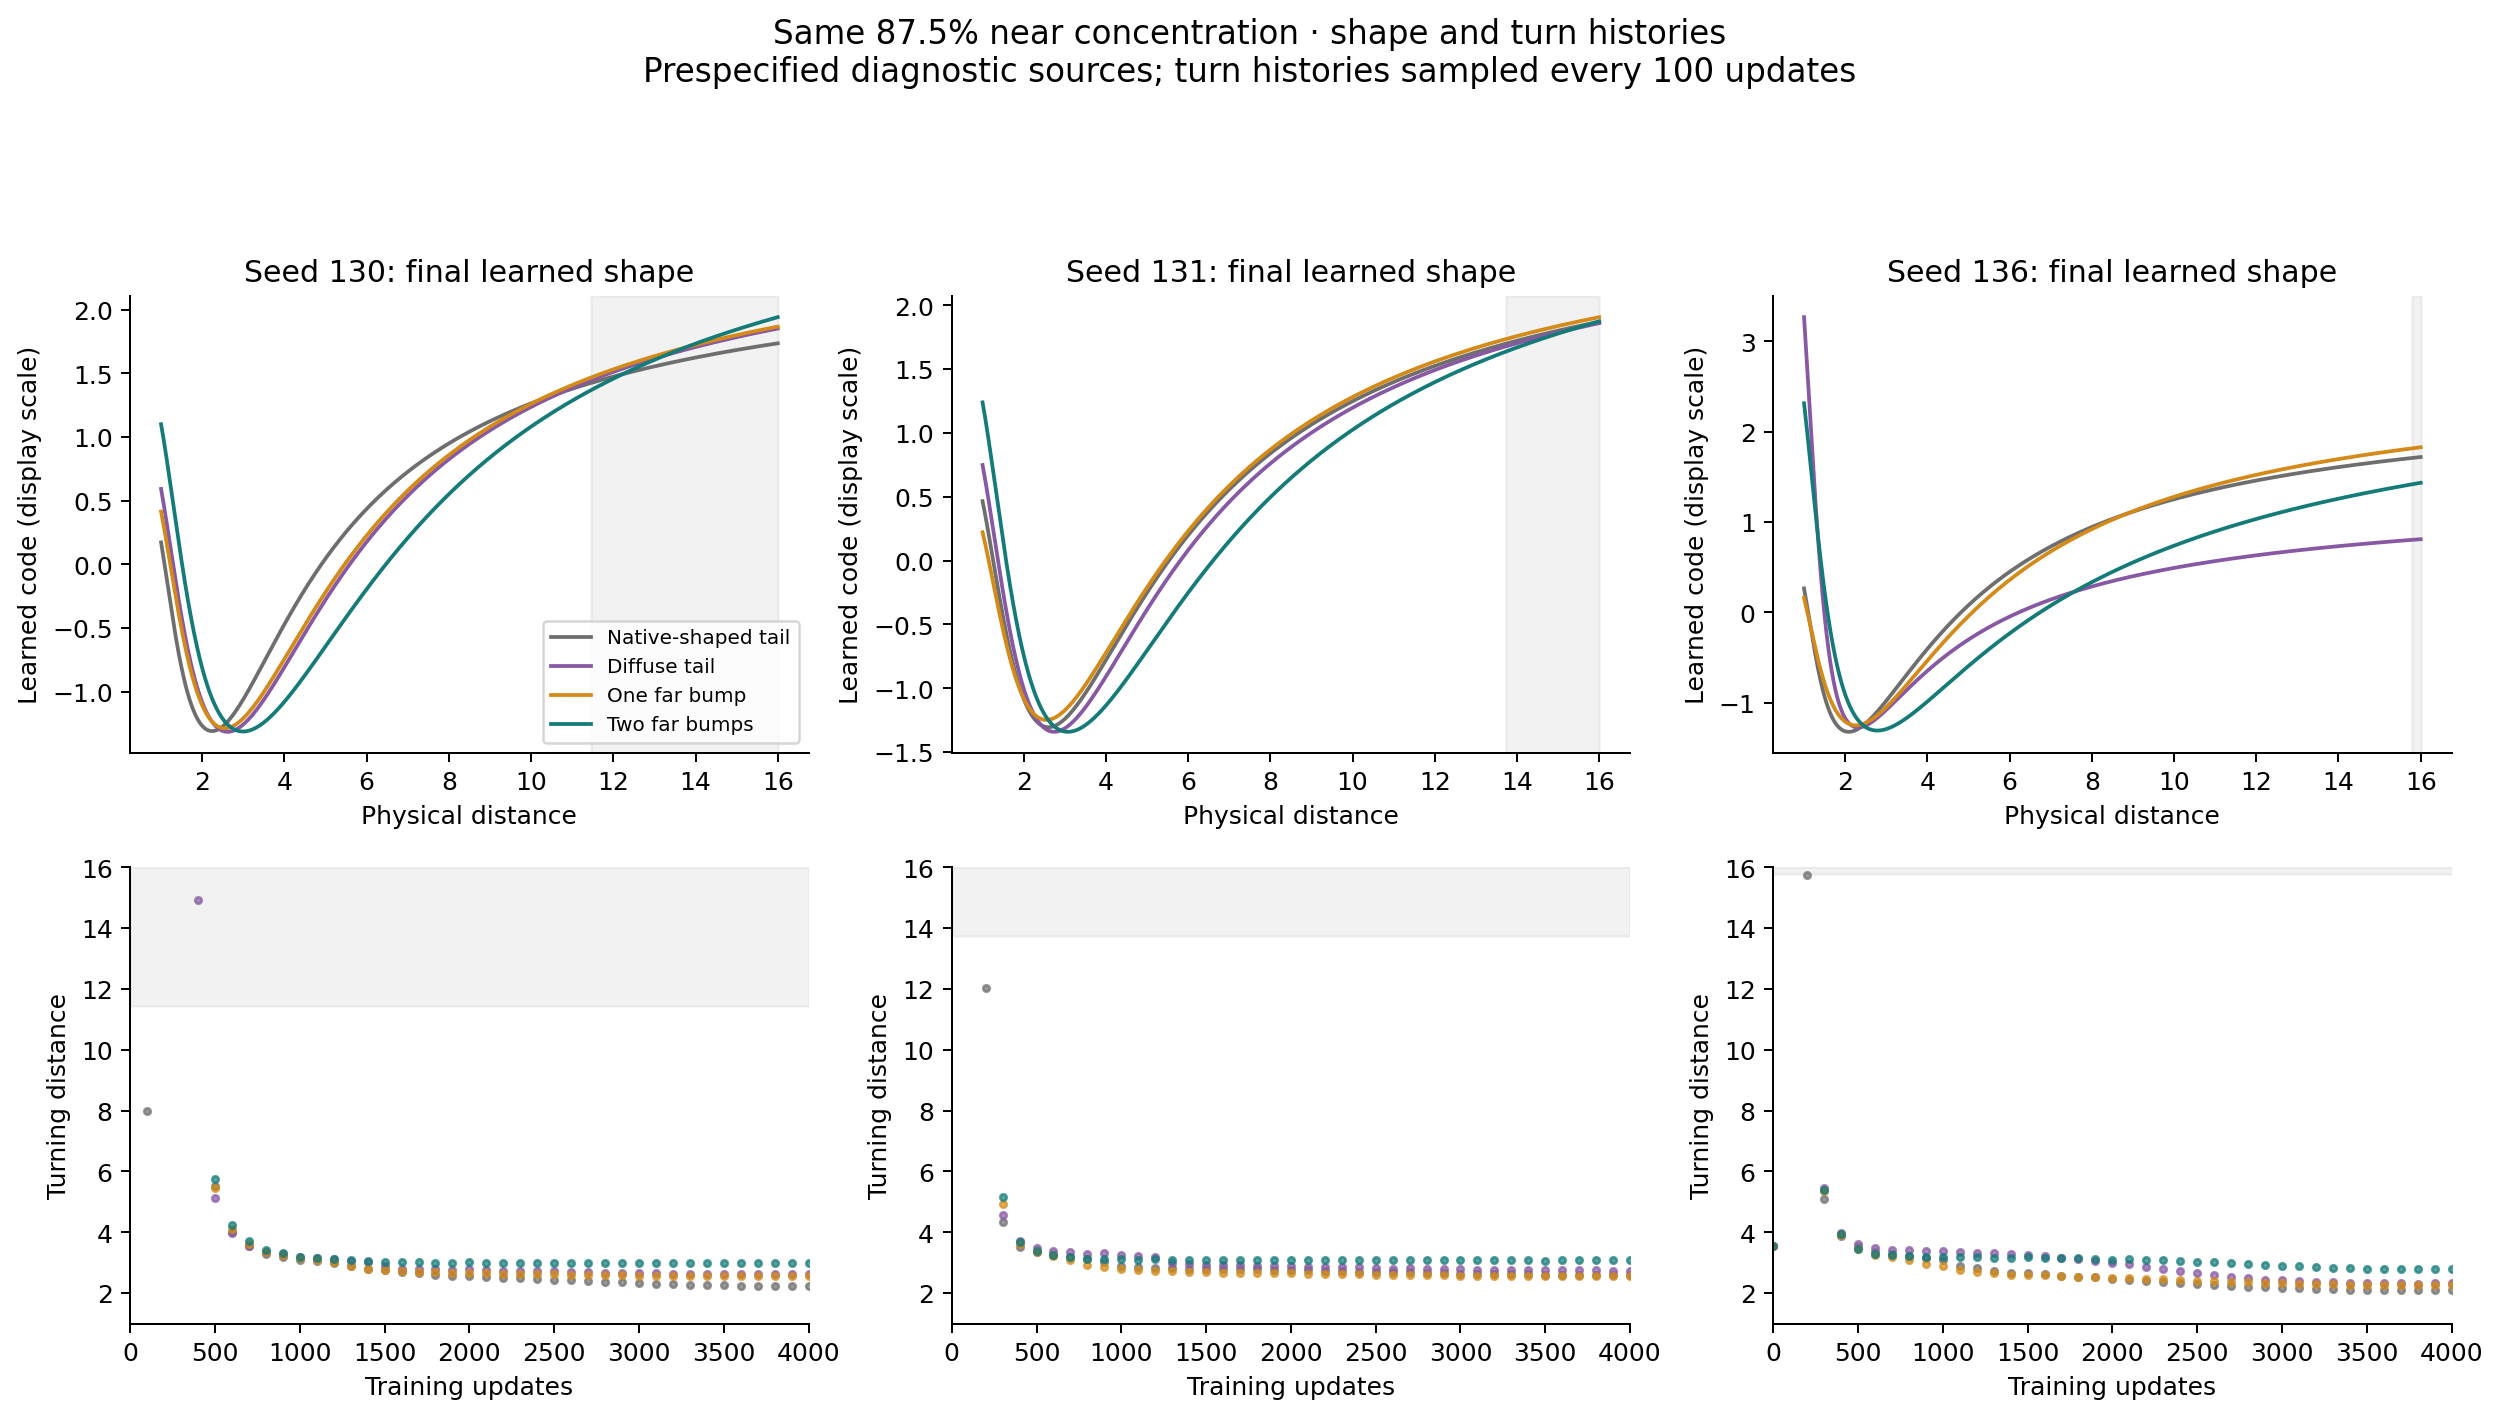 Same 87.5% near concentration · shape and turn histories
Prespecified diagnostic sources; turn histories sampled every 100 updates
Seed 130: final learned shape
Learned code (display scale)
2.0
1.5
1.0
0.5
0.0
−0.5
−1.0
Native-shaped tail
Diffuse tail
One far bump
Two far bumps
2 4 6 8 10 12 14 16
Physical distance
Seed 131: final learned shape
Learned code (display scale)
2.0
1.5
1.0
0.5
0.0
−0.5
−1.0
−1.5
2 4 6 8 10 12 14 16
Physical distance
Seed 136: final learned shape
Learned code (display scale)
3
2
1
0
−1
2 4 6 8 10 12 14 16
Physical distance
Turning distance
16
14
12
10
8
6
4
2
0 500 1000 1500 2000 2500 3000 3500 4000
Training updates
Turning distance
16
14
12
10
8
6
4
2
0 500 1000 1500 2000 2500 3000 3500 4000
Training updates
Turning distance
16
14
12
10
8
6
4
2
0 500 1000 1500 2000 2500 3000 3500 4000
Training updates